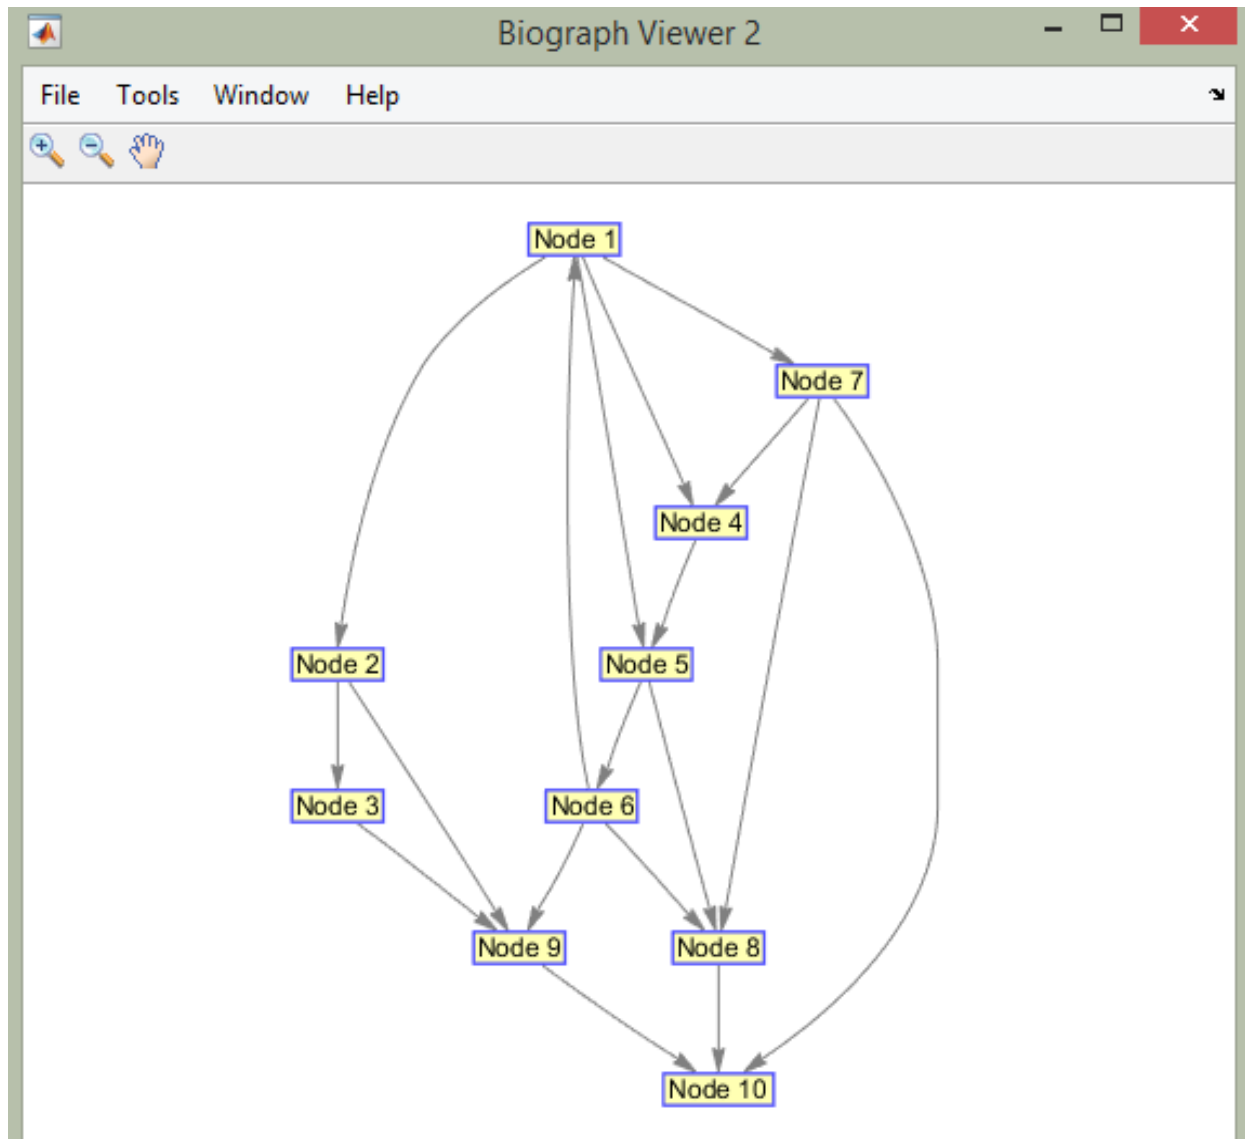 Biograph Viewer 2
File Tools Window Help
Node 1
Node 7
Node 4
Node 2 Node 5
Node 3 Node 6
Node 9 Node 8
Node 10